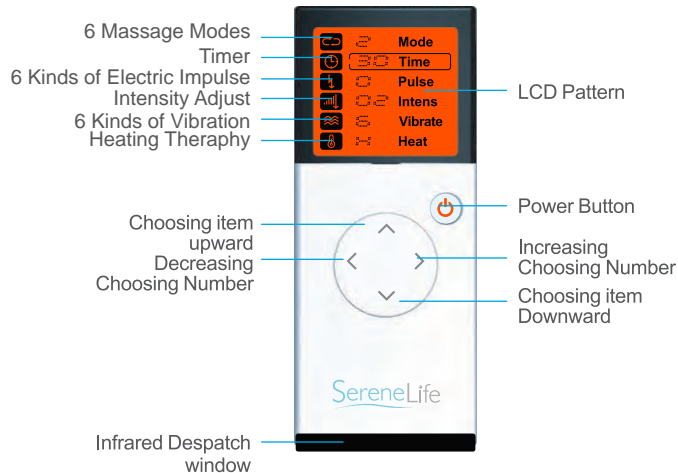 6 Massage Modes
Timer
6 Kinds of Electric Impulse
Intensity Adjust
6 Kinds of Vibration
Heating Theraphy
2 Mode
30 Time
0 Pulse
02 Intens
Vibrate
Heat
LCD Pattern
Power Button
Choosing item
upward
Decreasing
Choosing Number
Increasing
Choosing Number
Choosing item
Downward
SereneLife
Infrared Despatch
window